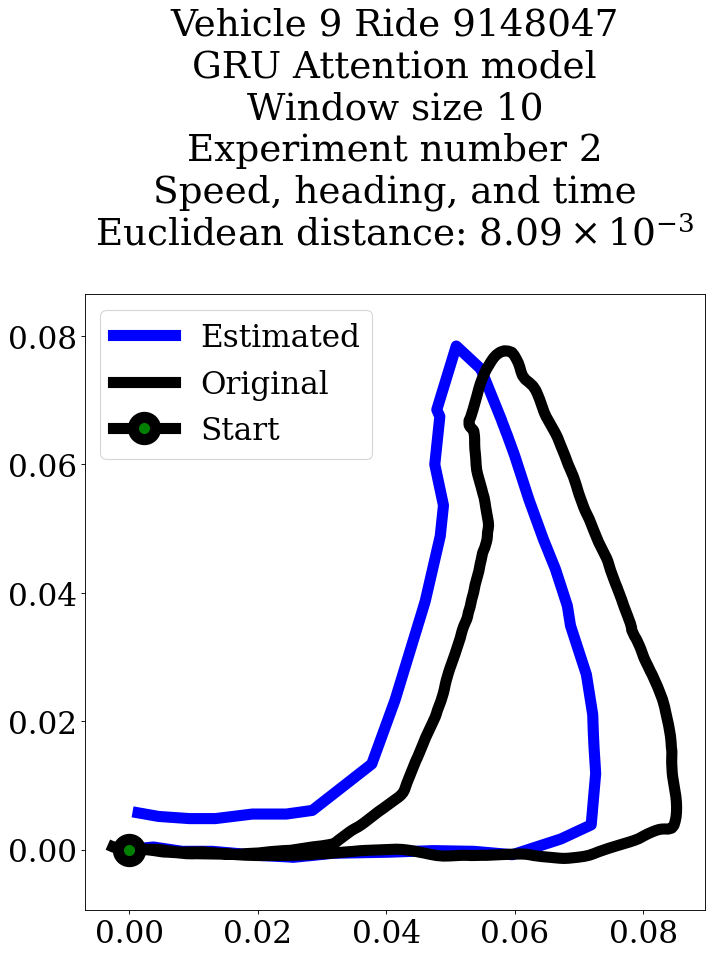 Vehicle 9 Ride 9148047
GRU Attention model
Window size 10
Experiment number 2
Speed, heading, and time
Euclidean distance: 8.09 × 10⁻³
Estimated
Original
Start
0.08
0.06
0.04
0.02
0.00
0.00 0.02 0.04 0.06 0.08